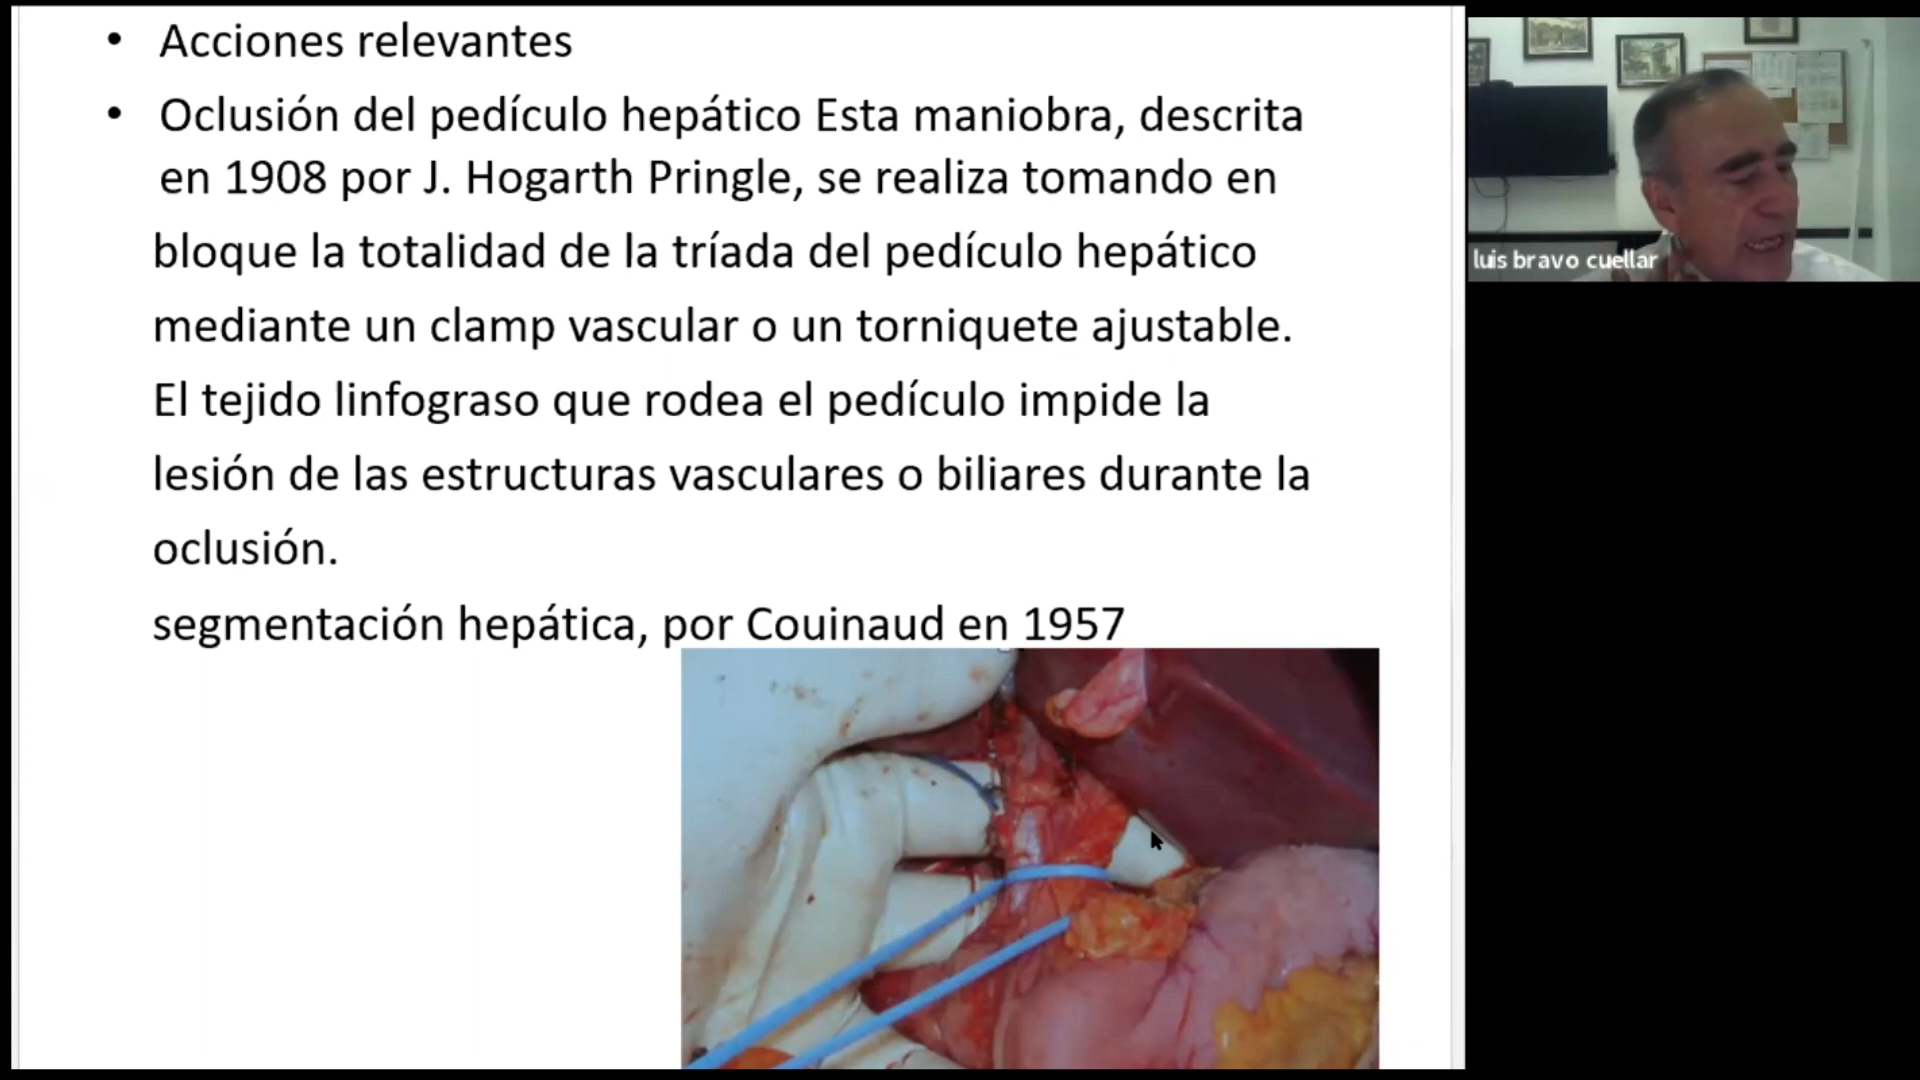 • Acciones relevantes
• Oclusión del pedículo hepático Esta maniobra, descrita
en 1908 por J. Hogarth Pringle, se realiza tomando en
bloque la totalidad de la tríada del pedículo hepático
mediante un clamp vascular o un torniquete ajustable.
El tejido linfograso que rodea el pedículo impide la
lesión de las estructuras vasculares o biliares durante la
oclusión.
segmentación hepática, por Couinaud en 1957
luis bravo cuellar